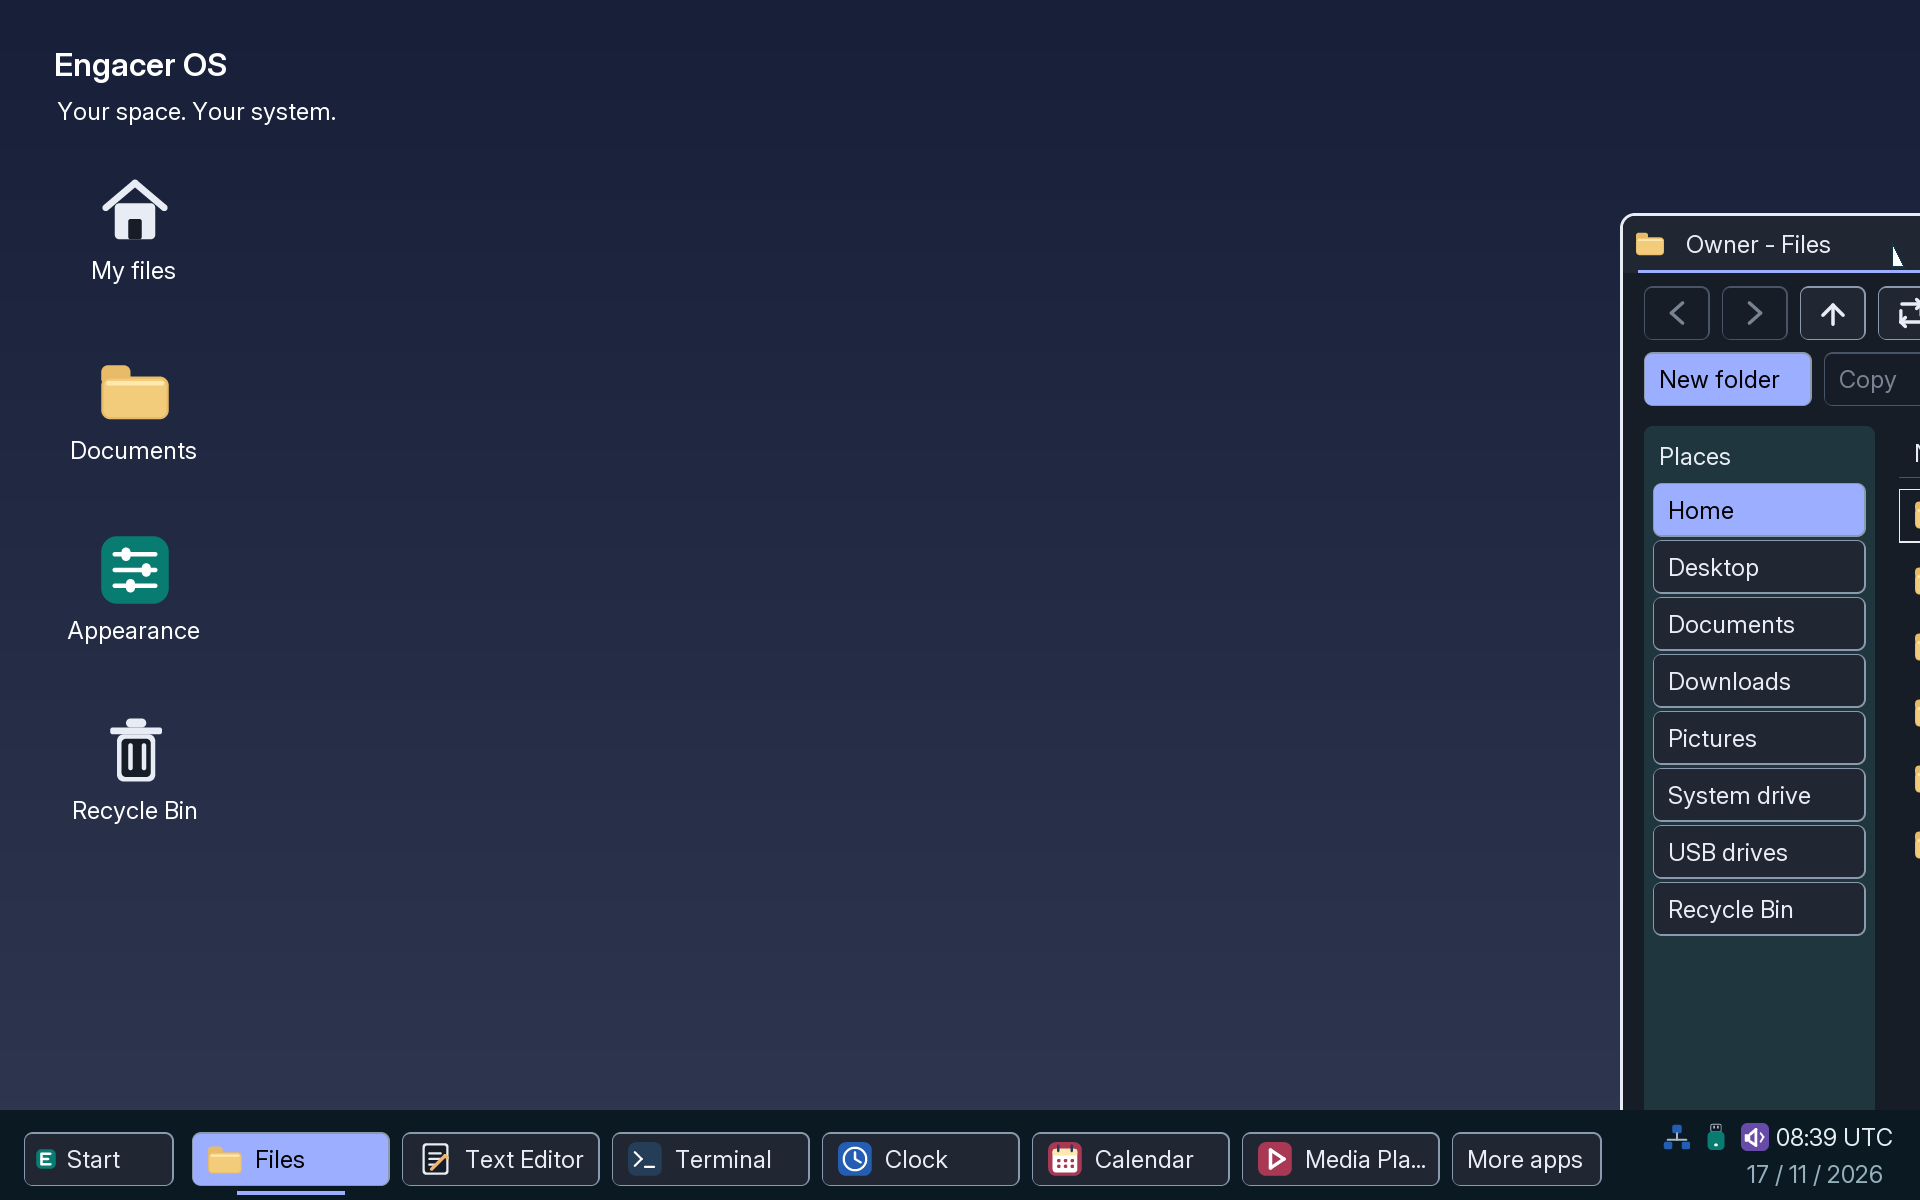 Engacer OS
Your space. Your system.
My files
Documents
Appearance
Recycle Bin
Owner - Files
New folder
Copy
Places
Home
Desktop
Documents
Downloads
Pictures
System drive
USB drives
Recycle Bin
Start
Files
Text Editor
Terminal
Clock
Calendar
Media Pla...
More apps
08:39 UTC
17 / 11 / 2026